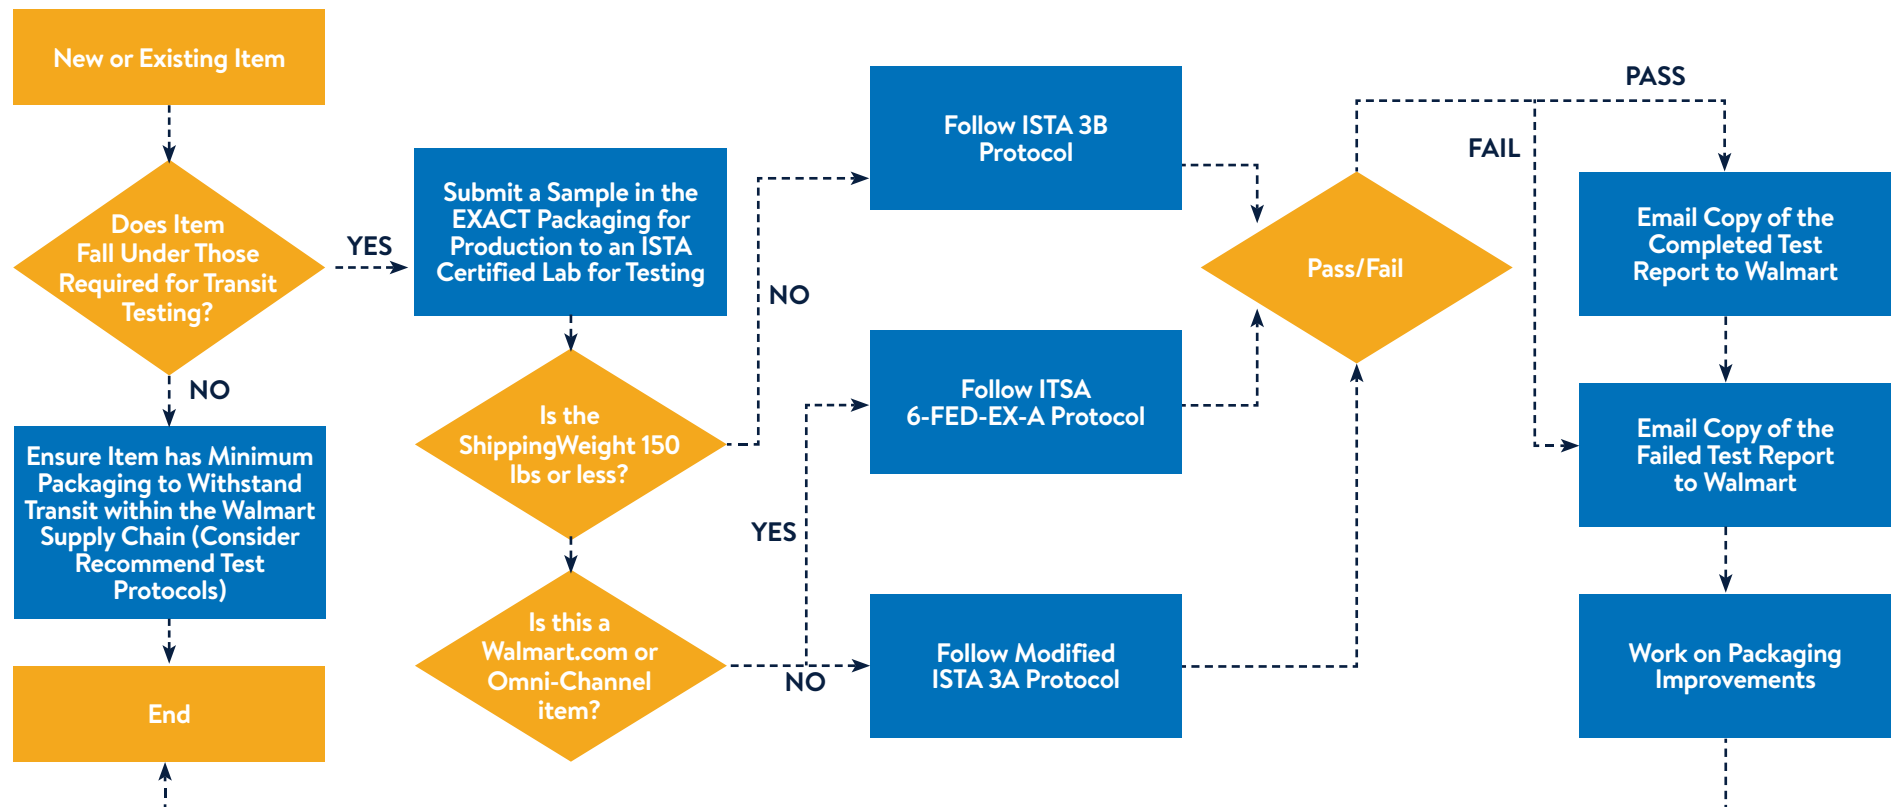 New or Existing Item
Does Item
Fall Under Those
Required for Transit
Testing?
YES
NO
Ensure Item has Minimum
Packaging to Withstand
Transit within the Walmart
Supply Chain (Consider
Recommend Test
Protocols)
End
Submit a Sample in the
EXACT Packaging for
Production to an ISTA
Certified Lab for Testing
Is the
ShippingWeight 150
lbs or less?
NO
Is this a
Walmart.com or
Omni-Channel
item?
YES
NO
Follow ISTA 3B
Protocol
Follow ITSA
6-FED-EX-A Protocol
Follow Modified
ISTA 3A Protocol
Pass/Fail
PASS
FAIL
Email Copy of the
Completed Test
Report to Walmart
Email Copy of the
Failed Test Report
to Walmart
Work on Packaging
Improvements